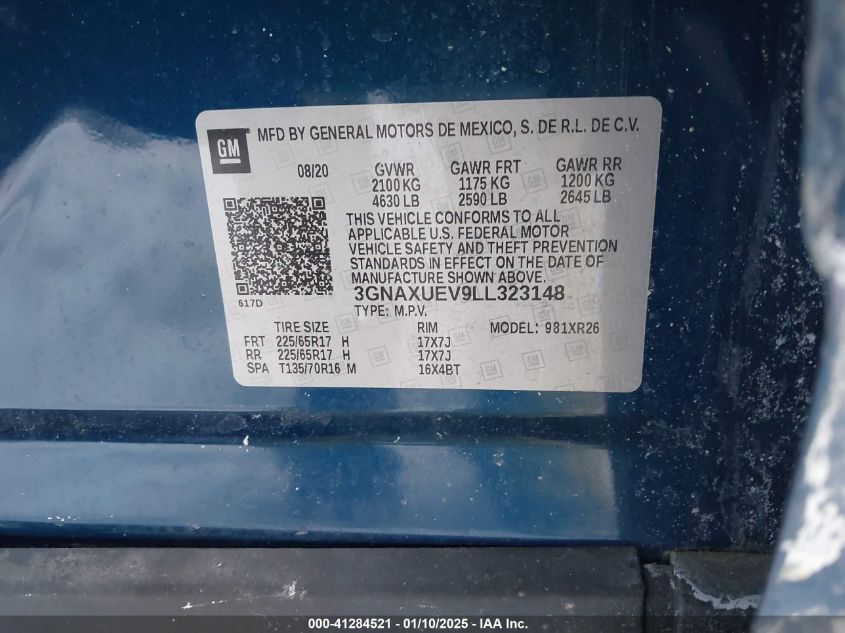 GM
MFD BY GENERAL MOTORS DE MEXICO, S. DE R.L. DE C.V.
08/20 GVWR GAWR FRT GAWR RR
2100 KG 1175 KG 1200 KG
4630 LB 2590 LB 2645 LB
THIS VEHICLE CONFORMS TO ALL
APPLICABLE U.S. FEDERAL MOTOR
VEHICLE SAFETY AND THEFT PREVENTION
STANDARDS IN EFFECT ON THE DATE OF
MANUFACTURE SHOWN ABOVE.
617D
3GNAXUEV9LL323148
TYPE: M.P.V.
TIRE SIZE RIM MODEL: 981XR26
FRT 225/65R17 H 17X7J
RR 225/65R17 H 17X7J
SPA T135/70R16 M 16X4BT
000-41284521 - 01/10/2025 - IAA Inc.